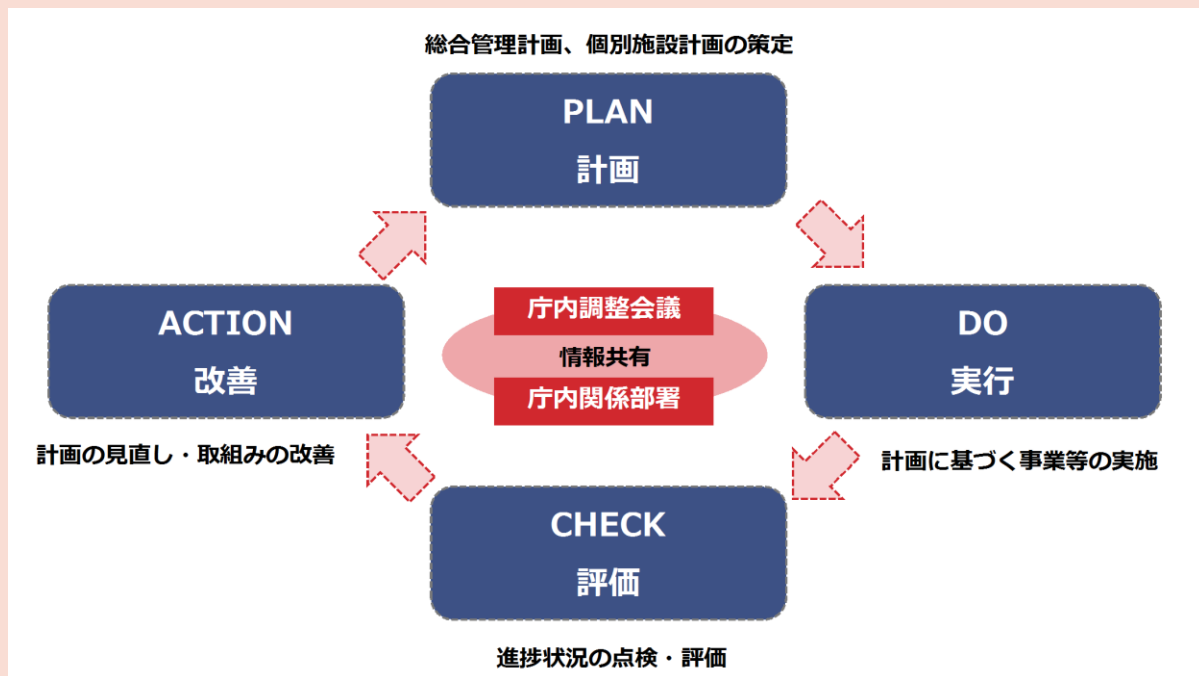 総合管理計画、個別施設計画の策定
PLAN
計画
ACTION
改善
庁内調整会議
情報共有
庁内関係部署
DO
実行
計画の見直し・取組みの改善
計画に基づく事業等の実施
CHECK
評価
進捗状況の点検・評価